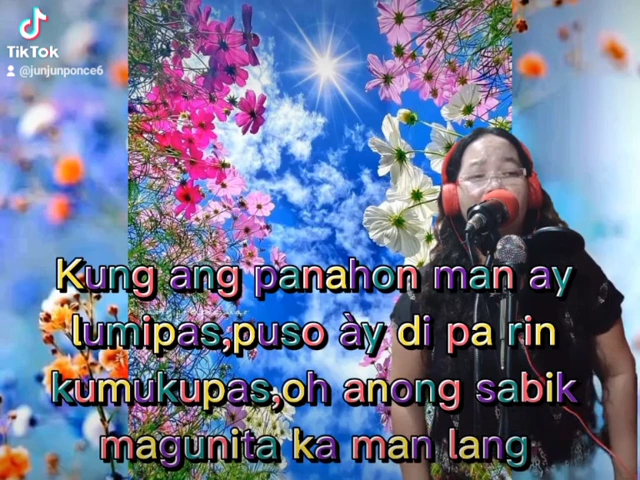 TikTok
@junjunponce6
Kung ang panahon man ay
lumipas,puso ày di pa rin
kumukupas,oh anong sabik
magunita ka man lang